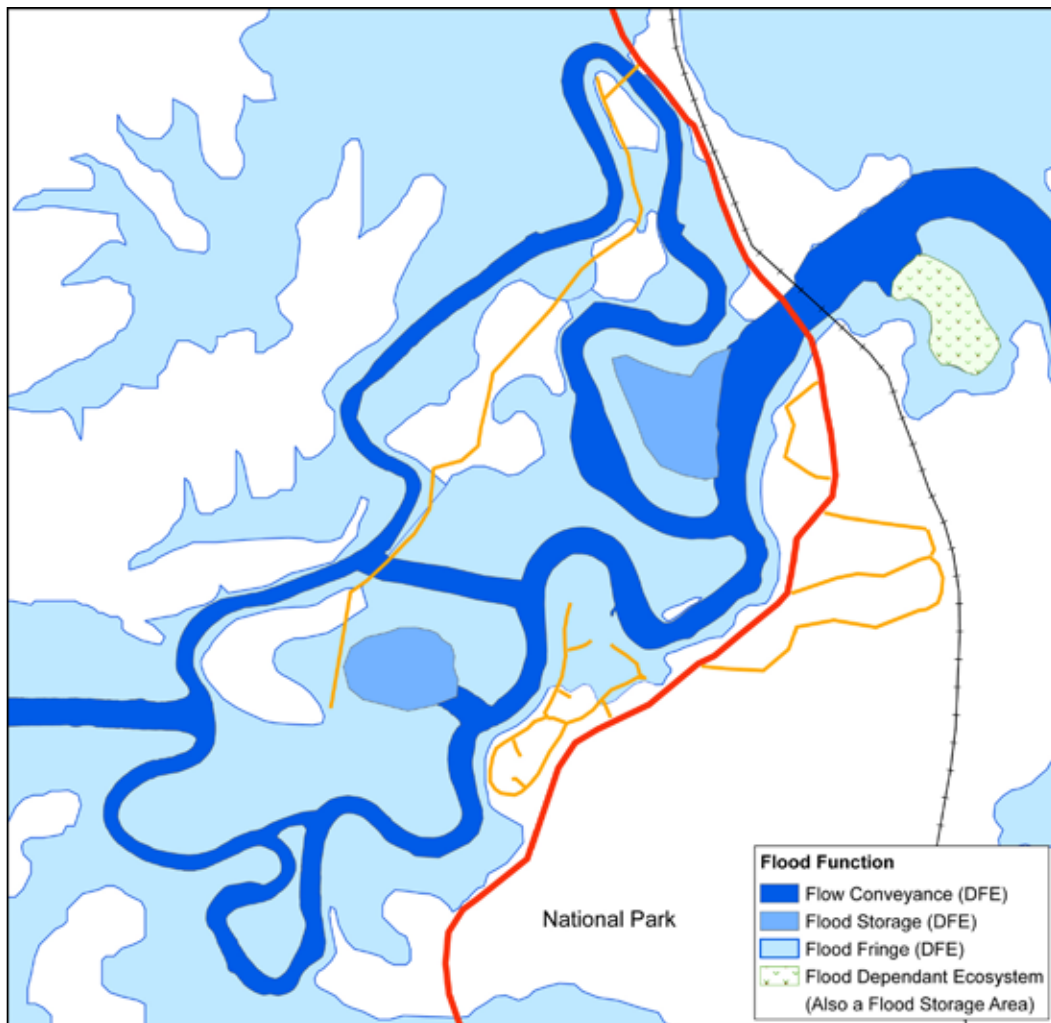 National Park
Flood Function
Flow Conveyance (DFE)
Flood Storage (DFE)
Flood Fringe (DFE)
Flood Dependant Ecosystem
(Also a Flood Storage Area)